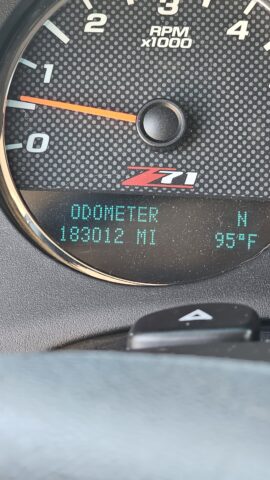 2 3 4
RPM
x1000
1
0
Z71
ODOMETER N
183012 MI 95°F